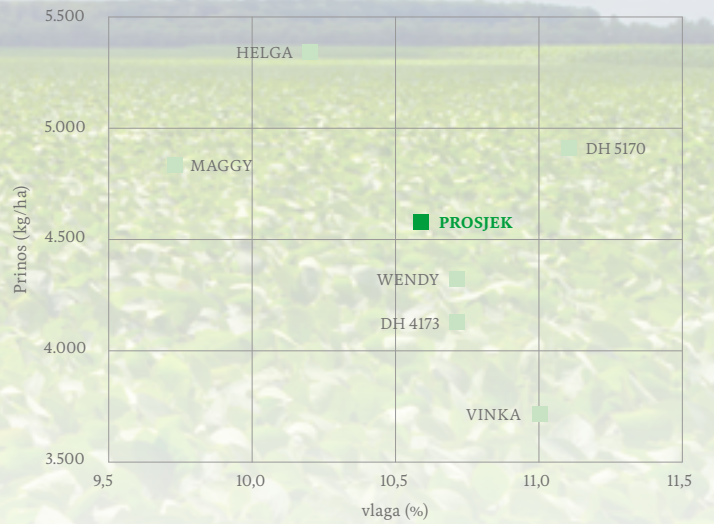 5.500
HELGA
5.000
DH 5170
MAGGY
PROSJEK
4.500
Prinos (kg/ha)
WENDY
DH 4173
4.000
VINKA
3.500
9,5
10,0
10,5
11,0
11,5
vlaga (%)